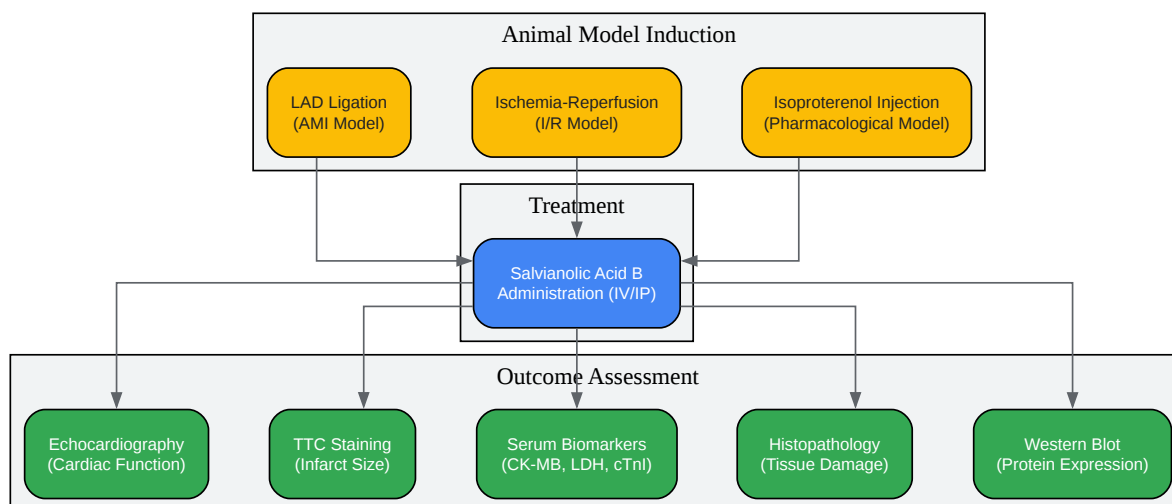 Animal Model Induction
LAD Ligation
(AMI Model)
Ischemia-Reperfusion
(I/R Model)
Isoproterenol Injection
(Pharmacological Model)
Treatment
Salvianolic Acid B
Administration (IV/IP)
Outcome Assessment
Echocardiography
(Cardiac Function)
TTC Staining
(Infarct Size)
Serum Biomarkers
(CK-MB, LDH, cTnI)
Histopathology
(Tissue Damage)
Western Blot
(Protein Expression)